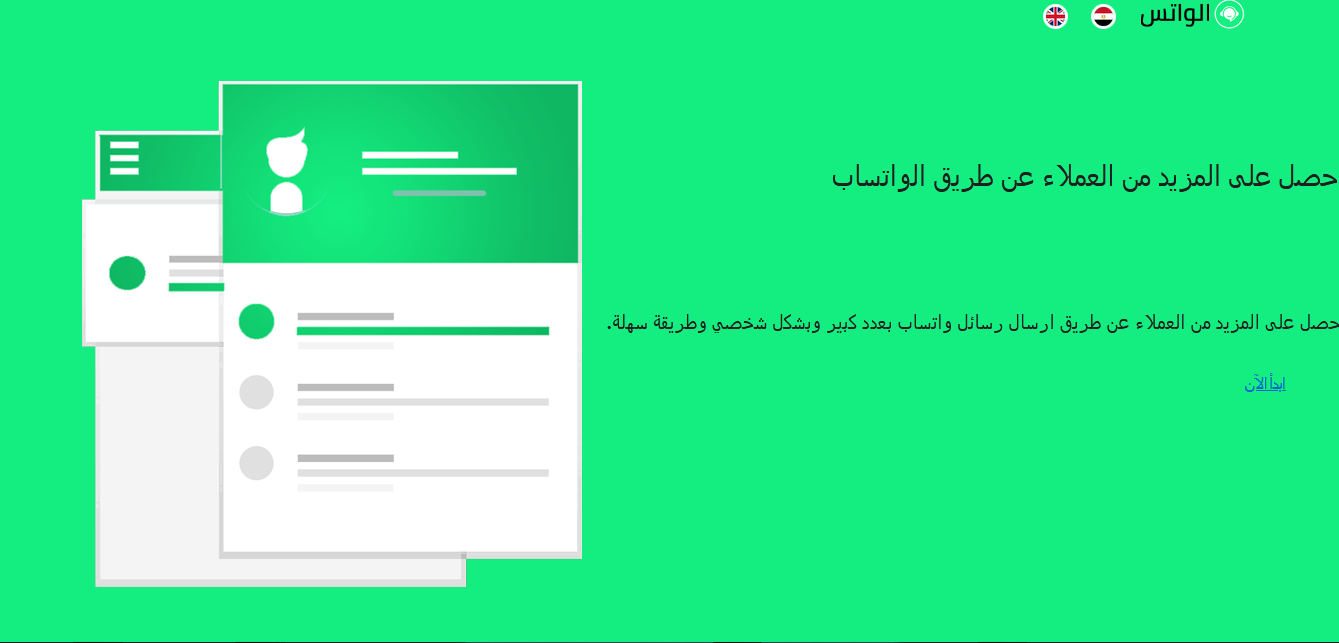 الواتس
حصل على المزيد من العملاء عن طريق الواتساب
حصل على المزيد من العملاء عن طريق ارسال رسائل واتساب بعدد كبير وبشكل شخصي وطريقة سهلة.
ابدأ الآن